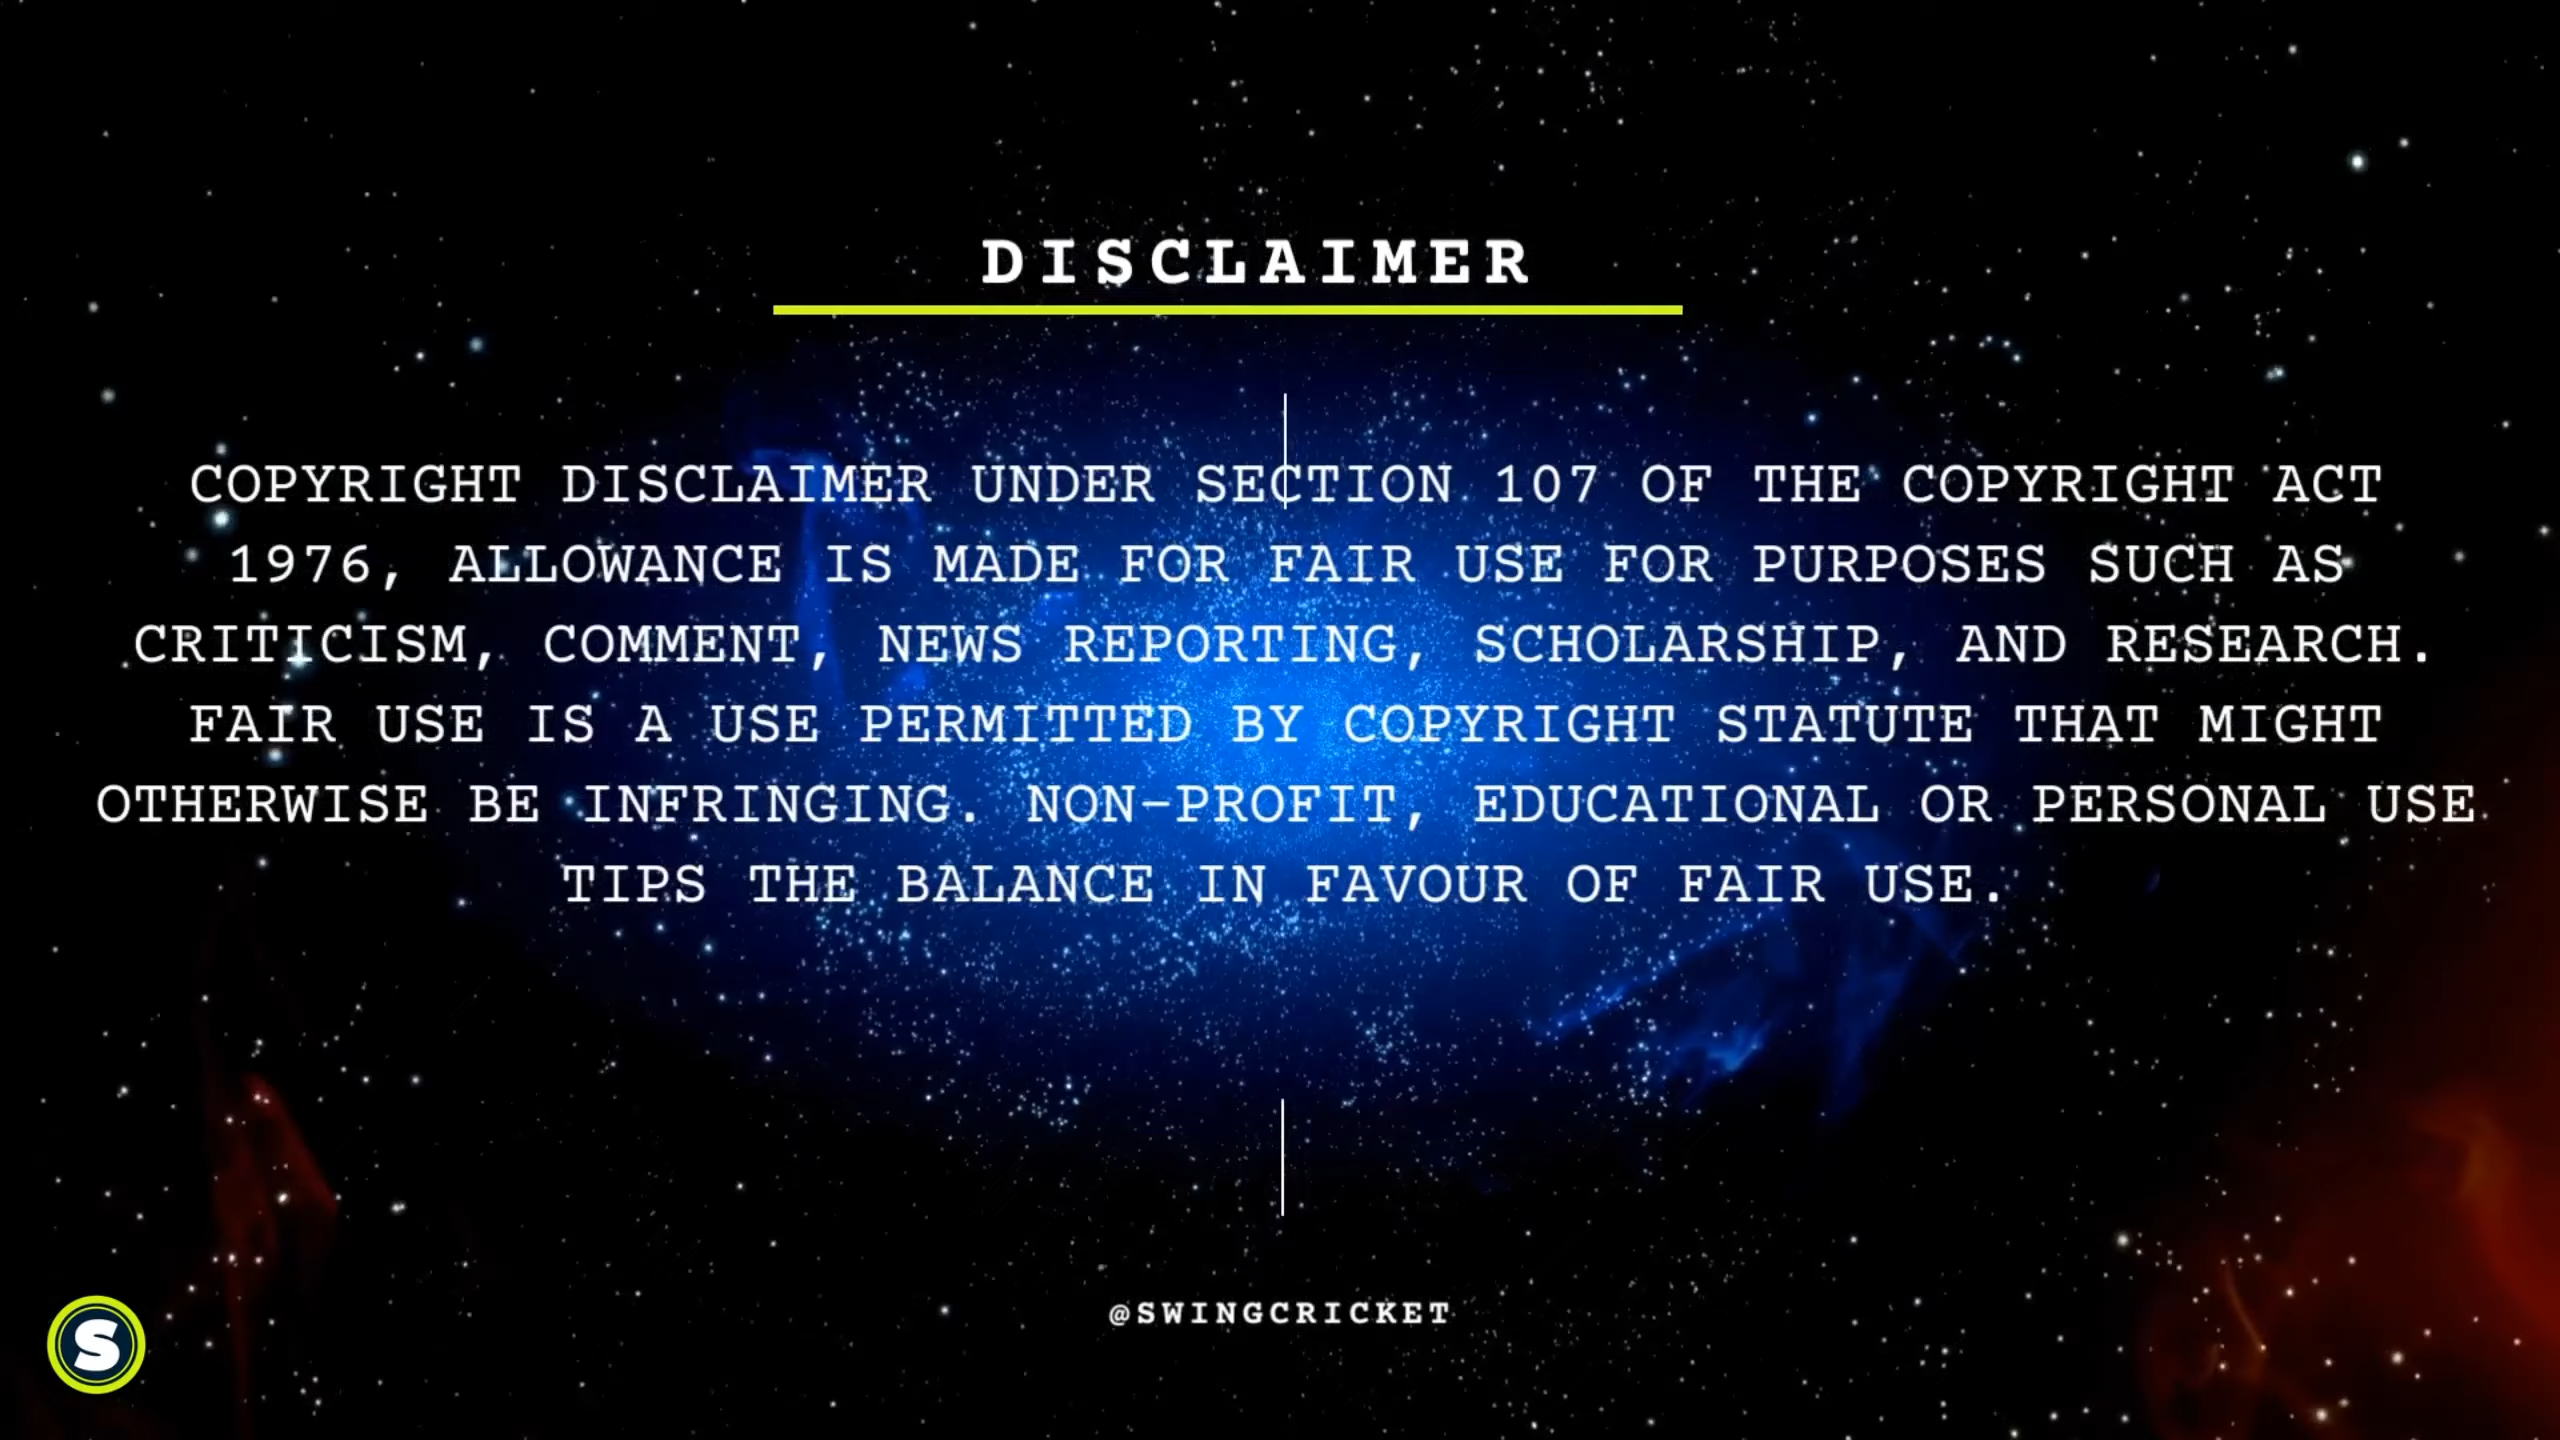 DISCLAIMER
COPYRIGHT DISCLAIMER UNDER SECTION 107 OF THE COPYRIGHT ACT
1976, ALLOWANCE IS MADE FOR FAIR USE FOR PURPOSES SUCH AS
CRITICISM, COMMENT, NEWS REPORTING, SCHOLARSHIP, AND RESEARCH.
FAIR USE IS A USE PERMITTED BY COPYRIGHT STATUTE THAT MIGHT
OTHERWISE BE INFRINGING. NON-PROFIT, EDUCATIONAL OR PERSONAL USE
TIPS THE BALANCE IN FAVOUR OF FAIR USE.
@SWINGCRICKET
S